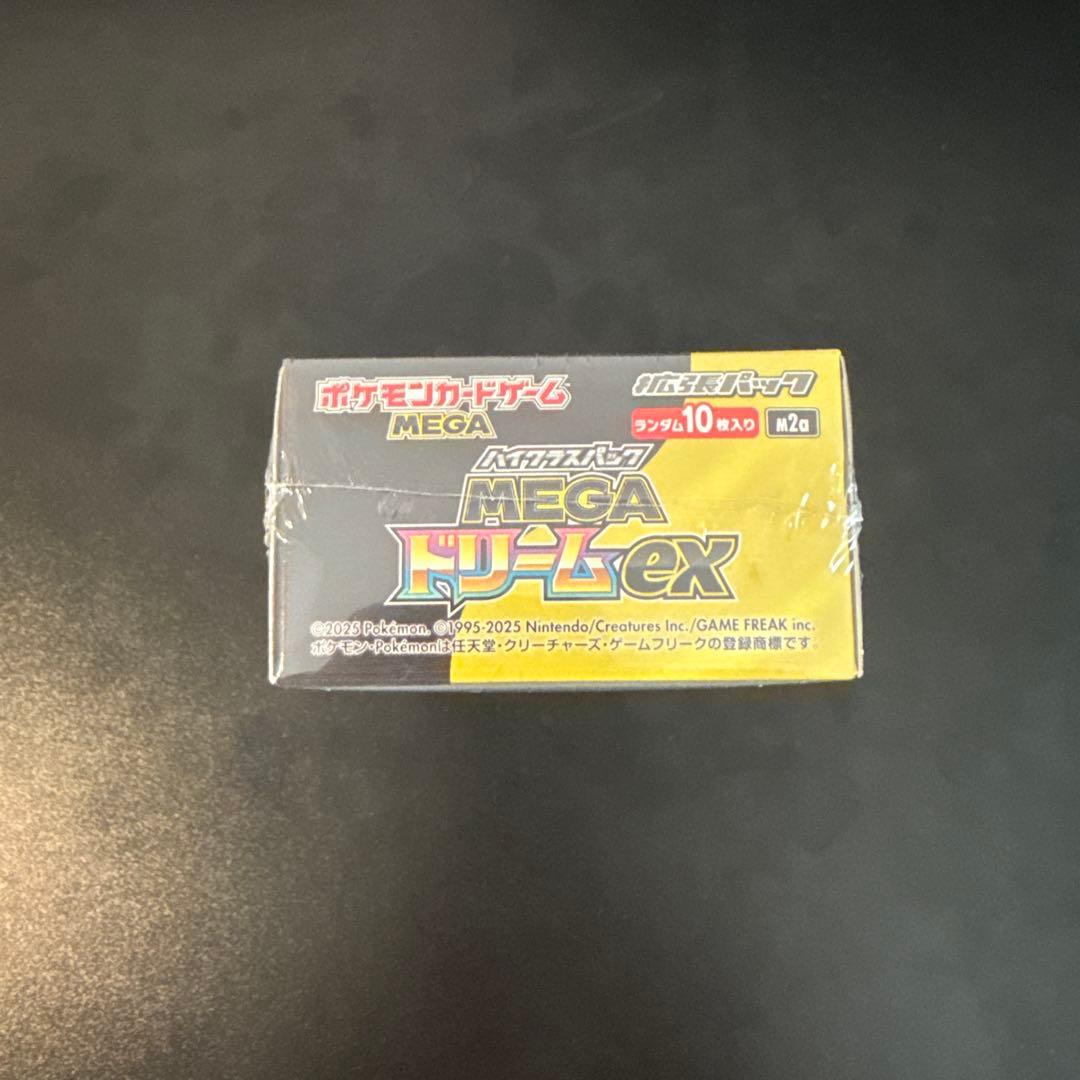 ポケモンカードゲーム
MEGA
拡張パック
ランダム10枚入り M2a
ハイクラスパック
MEGA
ドリームex
©2025 Pokémon. ©1995-2025 Nintendo/Creatures Inc./GAME FREAK inc.
ポケモン・Pokémonは任天堂・クリーチャーズ・ゲームフリークの登録商標です。